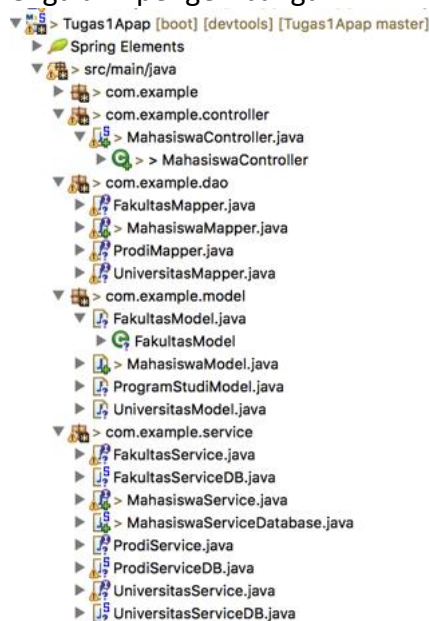 > Tugas1Apap [boot] [devtools] [Tugas1Apap master]
Spring Elements
> src/main/java
> com.example
> com.example.controller
> MahasiswaController.java
> > MahasiswaController
> com.example.dao
FakultasMapper.java
> MahasiswaMapper.java
ProdiMapper.java
UniversitasMapper.java
> com.example.model
FakultasModel.java
FakultasModel
> MahasiswaModel.java
ProgramStudiModel.java
UniversitasModel.java
> com.example.service
FakultasService.java
FakultasServiceDB.java
> MahasiswaService.java
> MahasiswaServiceDatabase.java
ProdiService.java
ProdiServiceDB.java
UniversitasService.java
UniversitasServiceDB.java